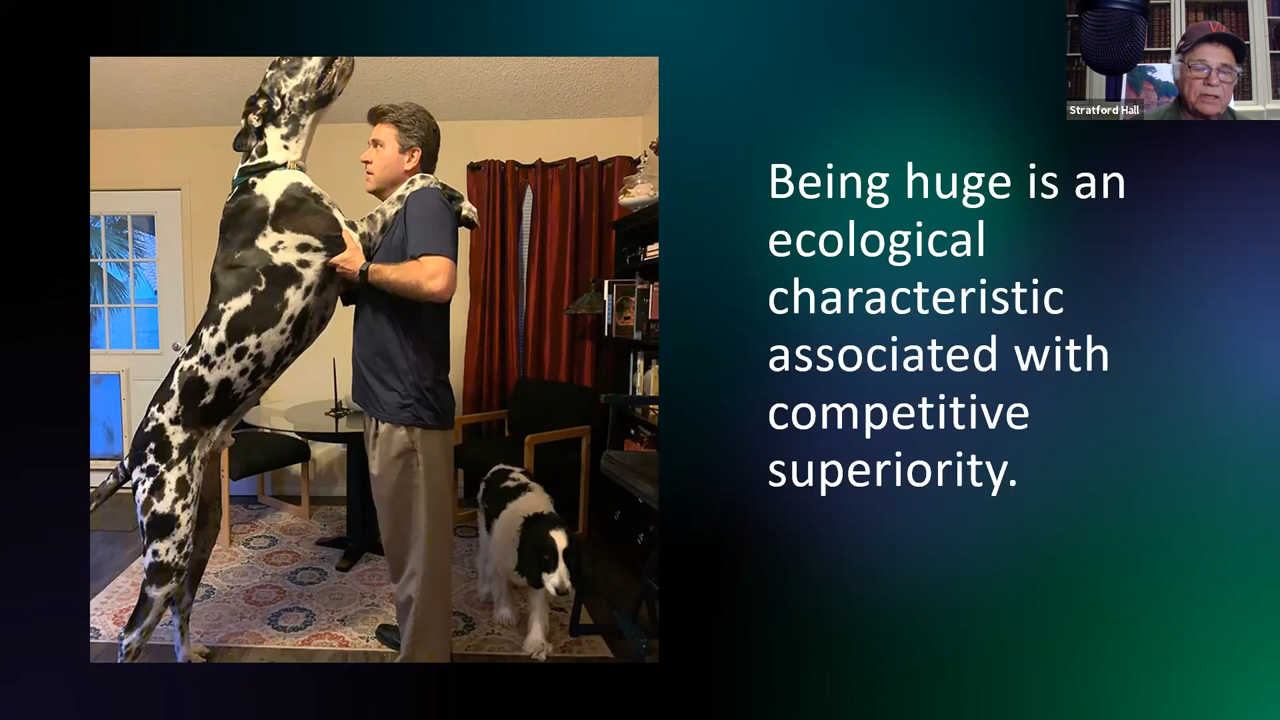 Stratford Hall
Being huge is an
ecological
characteristic
associated with
competitive
superiority.